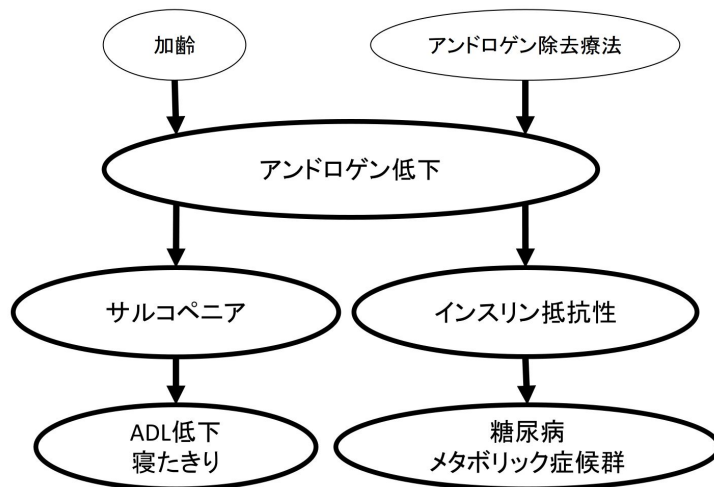 加齢
アンドロゲン除去療法
アンドロゲン低下
サルコペニア
インスリン抵抗性
ADL低下
寝たきり
糖尿病
メタボリック症候群